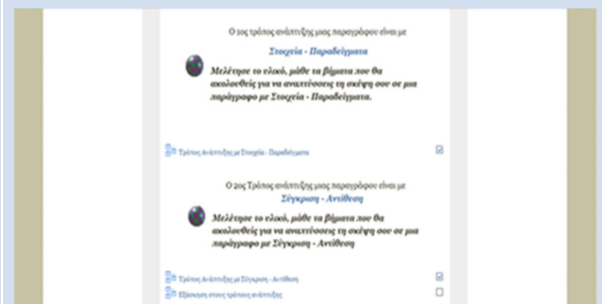 Ο 1ος τρόπος ανάπτυξης μιας παραγράφου είναι με
Στοιχεία - Παραδείγματα
Μελέτησε το υλικό, μάθε τα βήματα που θα
ακολουθείς για να αναπτύσσεις τη σκέψη σου σε μια
παράγραφο με Στοιχεία - Παραδείγματα.
Τρόπος Ανάπτυξης με Στοιχεία - Παραδείγματα
Ο 2ος Τρόπος ανάπτυξης μιας παραγράφου είναι με
Σύγκριση - Αντίθεση
Μελέτησε το υλικό, μάθε τα βήματα που θα
ακολουθείς για να αναπτύσσεις τη σκέψη σου σε μια
παράγραφο με Σύγκριση - Αντίθεση
Τρόπος Ανάπτυξης με Σύγκριση - Αντίθεση
Εξάσκηση στους τρόπους ανάπτυξης